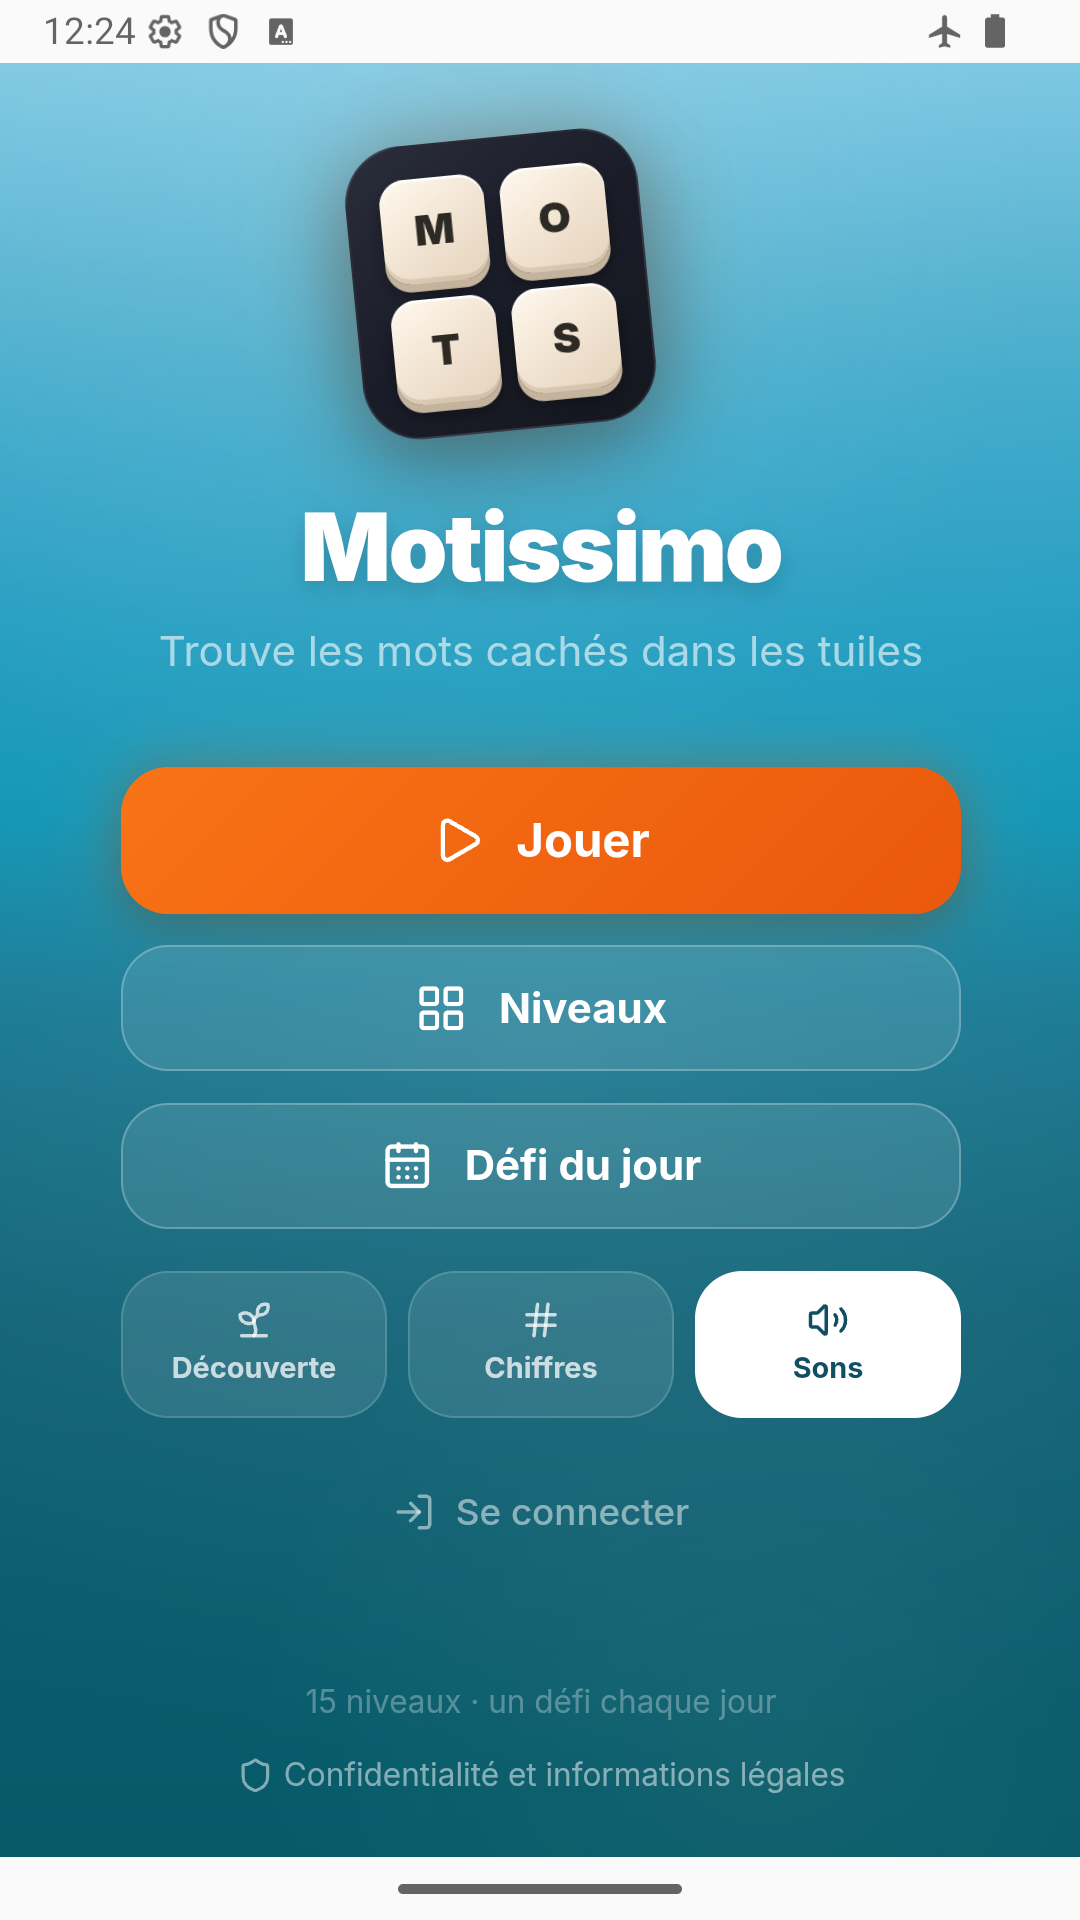 12:24
M O
T S
Motissimo
Trouve les mots cachés dans les tuiles
Jouer
Niveaux
Défi du jour
Découverte Chiffres Sons
Se connecter
15 niveaux · un défi chaque jour
Confidentialité et informations légales